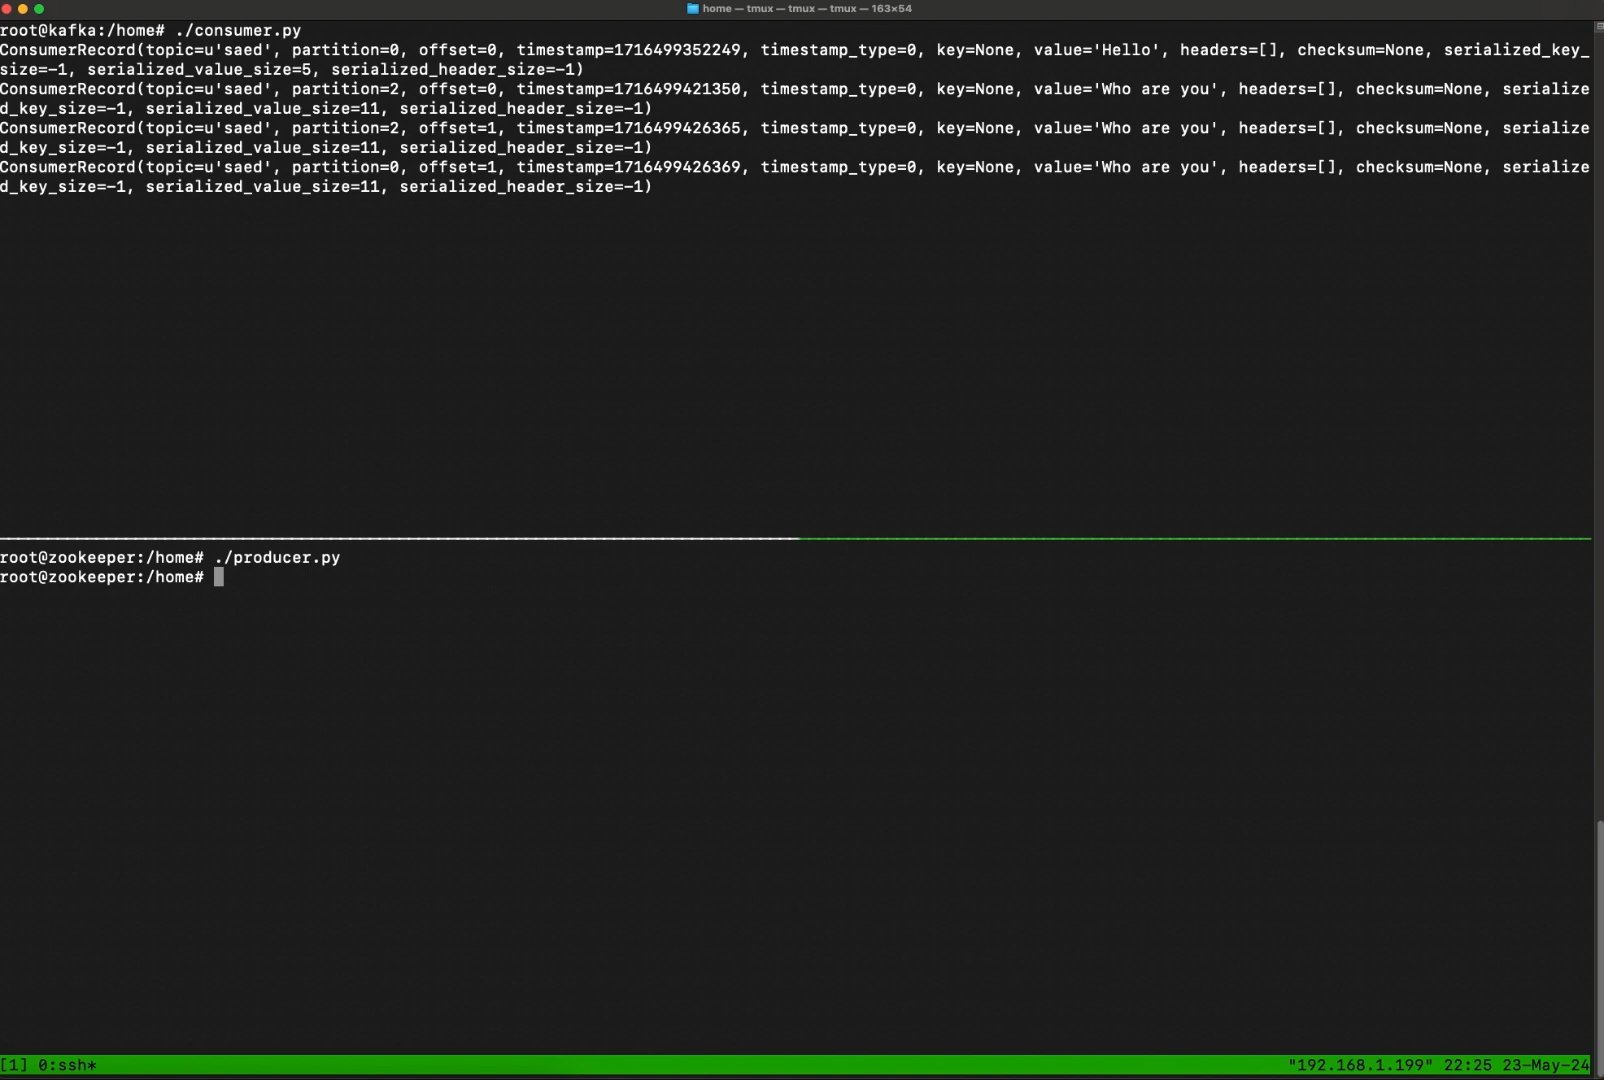 home — tmux — tmux — tmux — 163×54
root@kafka:/home# ./consumer.py
ConsumerRecord(topic=u'saed', partition=0, offset=0, timestamp=1716499352249, timestamp_type=0, key=None, value='Hello', headers=[], checksum=None, serialized_key_
size=-1, serialized_value_size=5, serialized_header_size=-1)
ConsumerRecord(topic=u'saed', partition=2, offset=0, timestamp=1716499421350, timestamp_type=0, key=None, value='Who are you', headers=[], checksum=None, serialize
d_key_size=-1, serialized_value_size=11, serialized_header_size=-1)
ConsumerRecord(topic=u'saed', partition=2, offset=1, timestamp=1716499426365, timestamp_type=0, key=None, value='Who are you', headers=[], checksum=None, serialize
d_key_size=-1, serialized_value_size=11, serialized_header_size=-1)
ConsumerRecord(topic=u'saed', partition=0, offset=1, timestamp=1716499426369, timestamp_type=0, key=None, value='Who are you', headers=[], checksum=None, serialize
d_key_size=-1, serialized_value_size=11, serialized_header_size=-1)
root@zookeeper:/home# ./producer.py
root@zookeeper:/home#
[1] 0:ssh* "192.168.1.199" 22:25 23-May-24